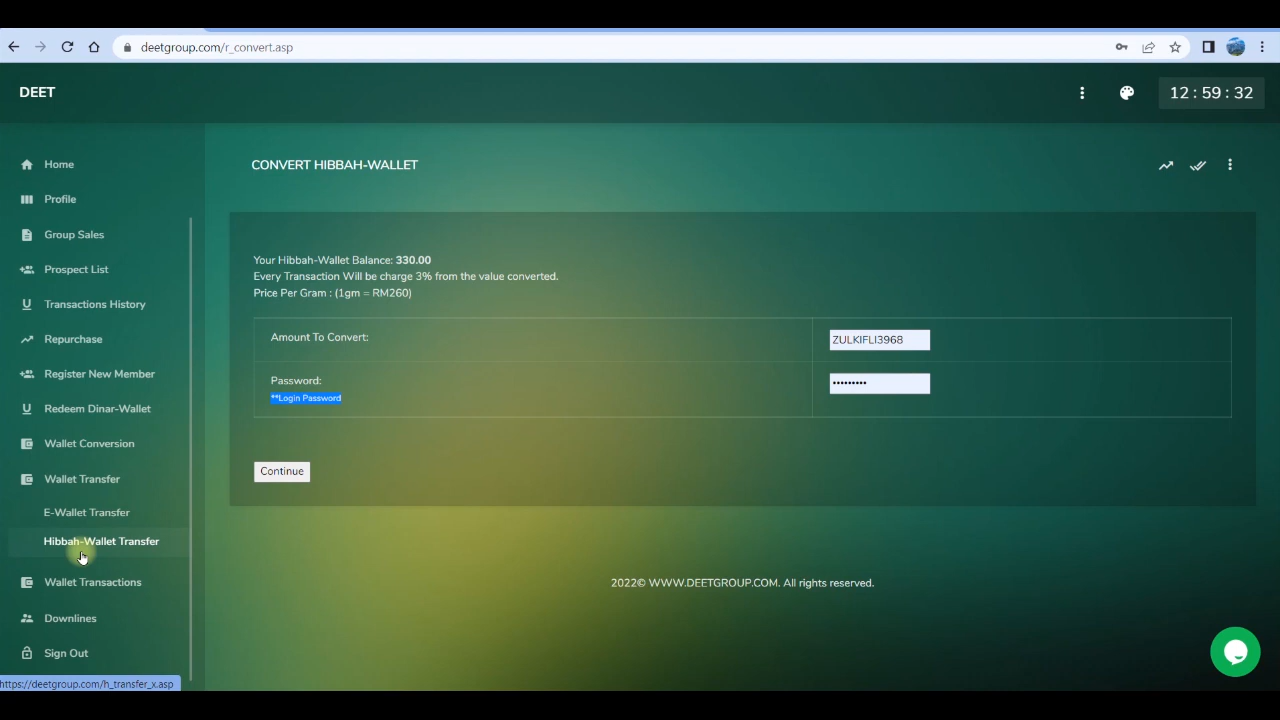 deetgroup.com/r_convert.asp
DEET
12 : 59 : 32
Home
Profile
Group Sales
Prospect List
Transactions History
Repurchase
Register New Member
Redeem Dinar-Wallet
Wallet Conversion
Wallet Transfer
E-Wallet Transfer
Hibbah-Wallet Transfer
Wallet Transactions
Downlines
Sign Out
CONVERT HIBBAH-WALLET
Your Hibbah-Wallet Balance: 330.00
Every Transaction Will be charge 3% from the value converted.
Price Per Gram : (1gm = RM260)
Amount To Convert:
ZULKIFLI3968
Password:
•••••••••
**Login Password
Continue
2022© WWW.DEETGROUP.COM. All rights reserved.
https://deetgroup.com/h_transfer_x.asp